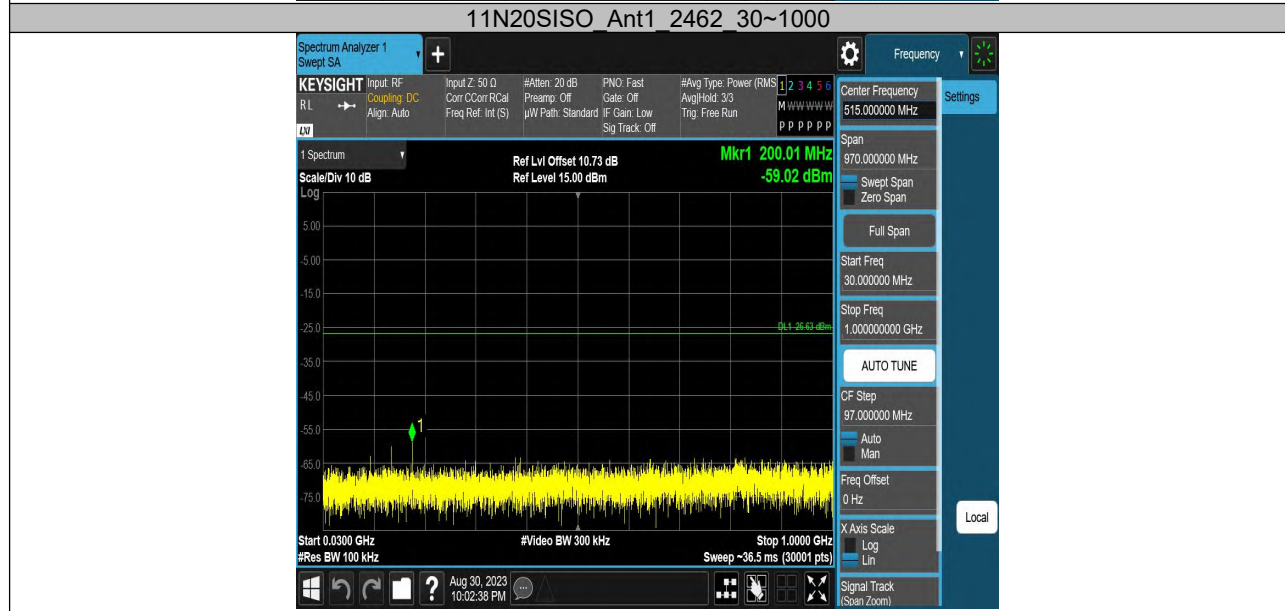 11N20SISO_Ant1_2462_30~1000
Spectrum Analyzer 1
Swept SA
+
Frequency
KEYSIGHT
RL
LXI
Input: RF
Coupling: DC
Align: Auto
Input Z: 50 Ω
Corr CCorr RCal
Freq Ref: Int (S)
#Atten: 20 dB
Preamp: Off
µW Path: Standard
PNO: Fast
Gate: Off
IF Gain: Low
Sig Track: Off
#Avg Type: Power (RMS
Avg|Hold: 3/3
Trig: Free Run
1 2 3 4 5 6
M W W W W W
P P P P P P
1 Spectrum
Scale/Div 10 dB
Log
Ref Lvl Offset 10.73 dB
Ref Level 15.00 dBm
Mkr1 200.01 MHz
-59.02 dBm
5.00
-5.00
-15.0
-25.0
DL1 -26.63 dBm
-35.0
-45.0
-55.0
1
-65.0
-75.0
Start 0.0300 GHz
#Res BW 100 kHz
#Video BW 300 kHz
Stop 1.0000 GHz
Sweep ~36.5 ms (30001 pts)
Center Frequency
515.000000 MHz
Settings
Span
970.000000 MHz
Swept Span
Zero Span
Full Span
Start Freq
30.000000 MHz
Stop Freq
1.000000000 GHz
AUTO TUNE
CF Step
97.000000 MHz
Auto
Man
Freq Offset
0 Hz
Local
X Axis Scale
Log
Lin
Signal Track
(Span Zoom)
?
Aug 30, 2023
10:02:38 PM